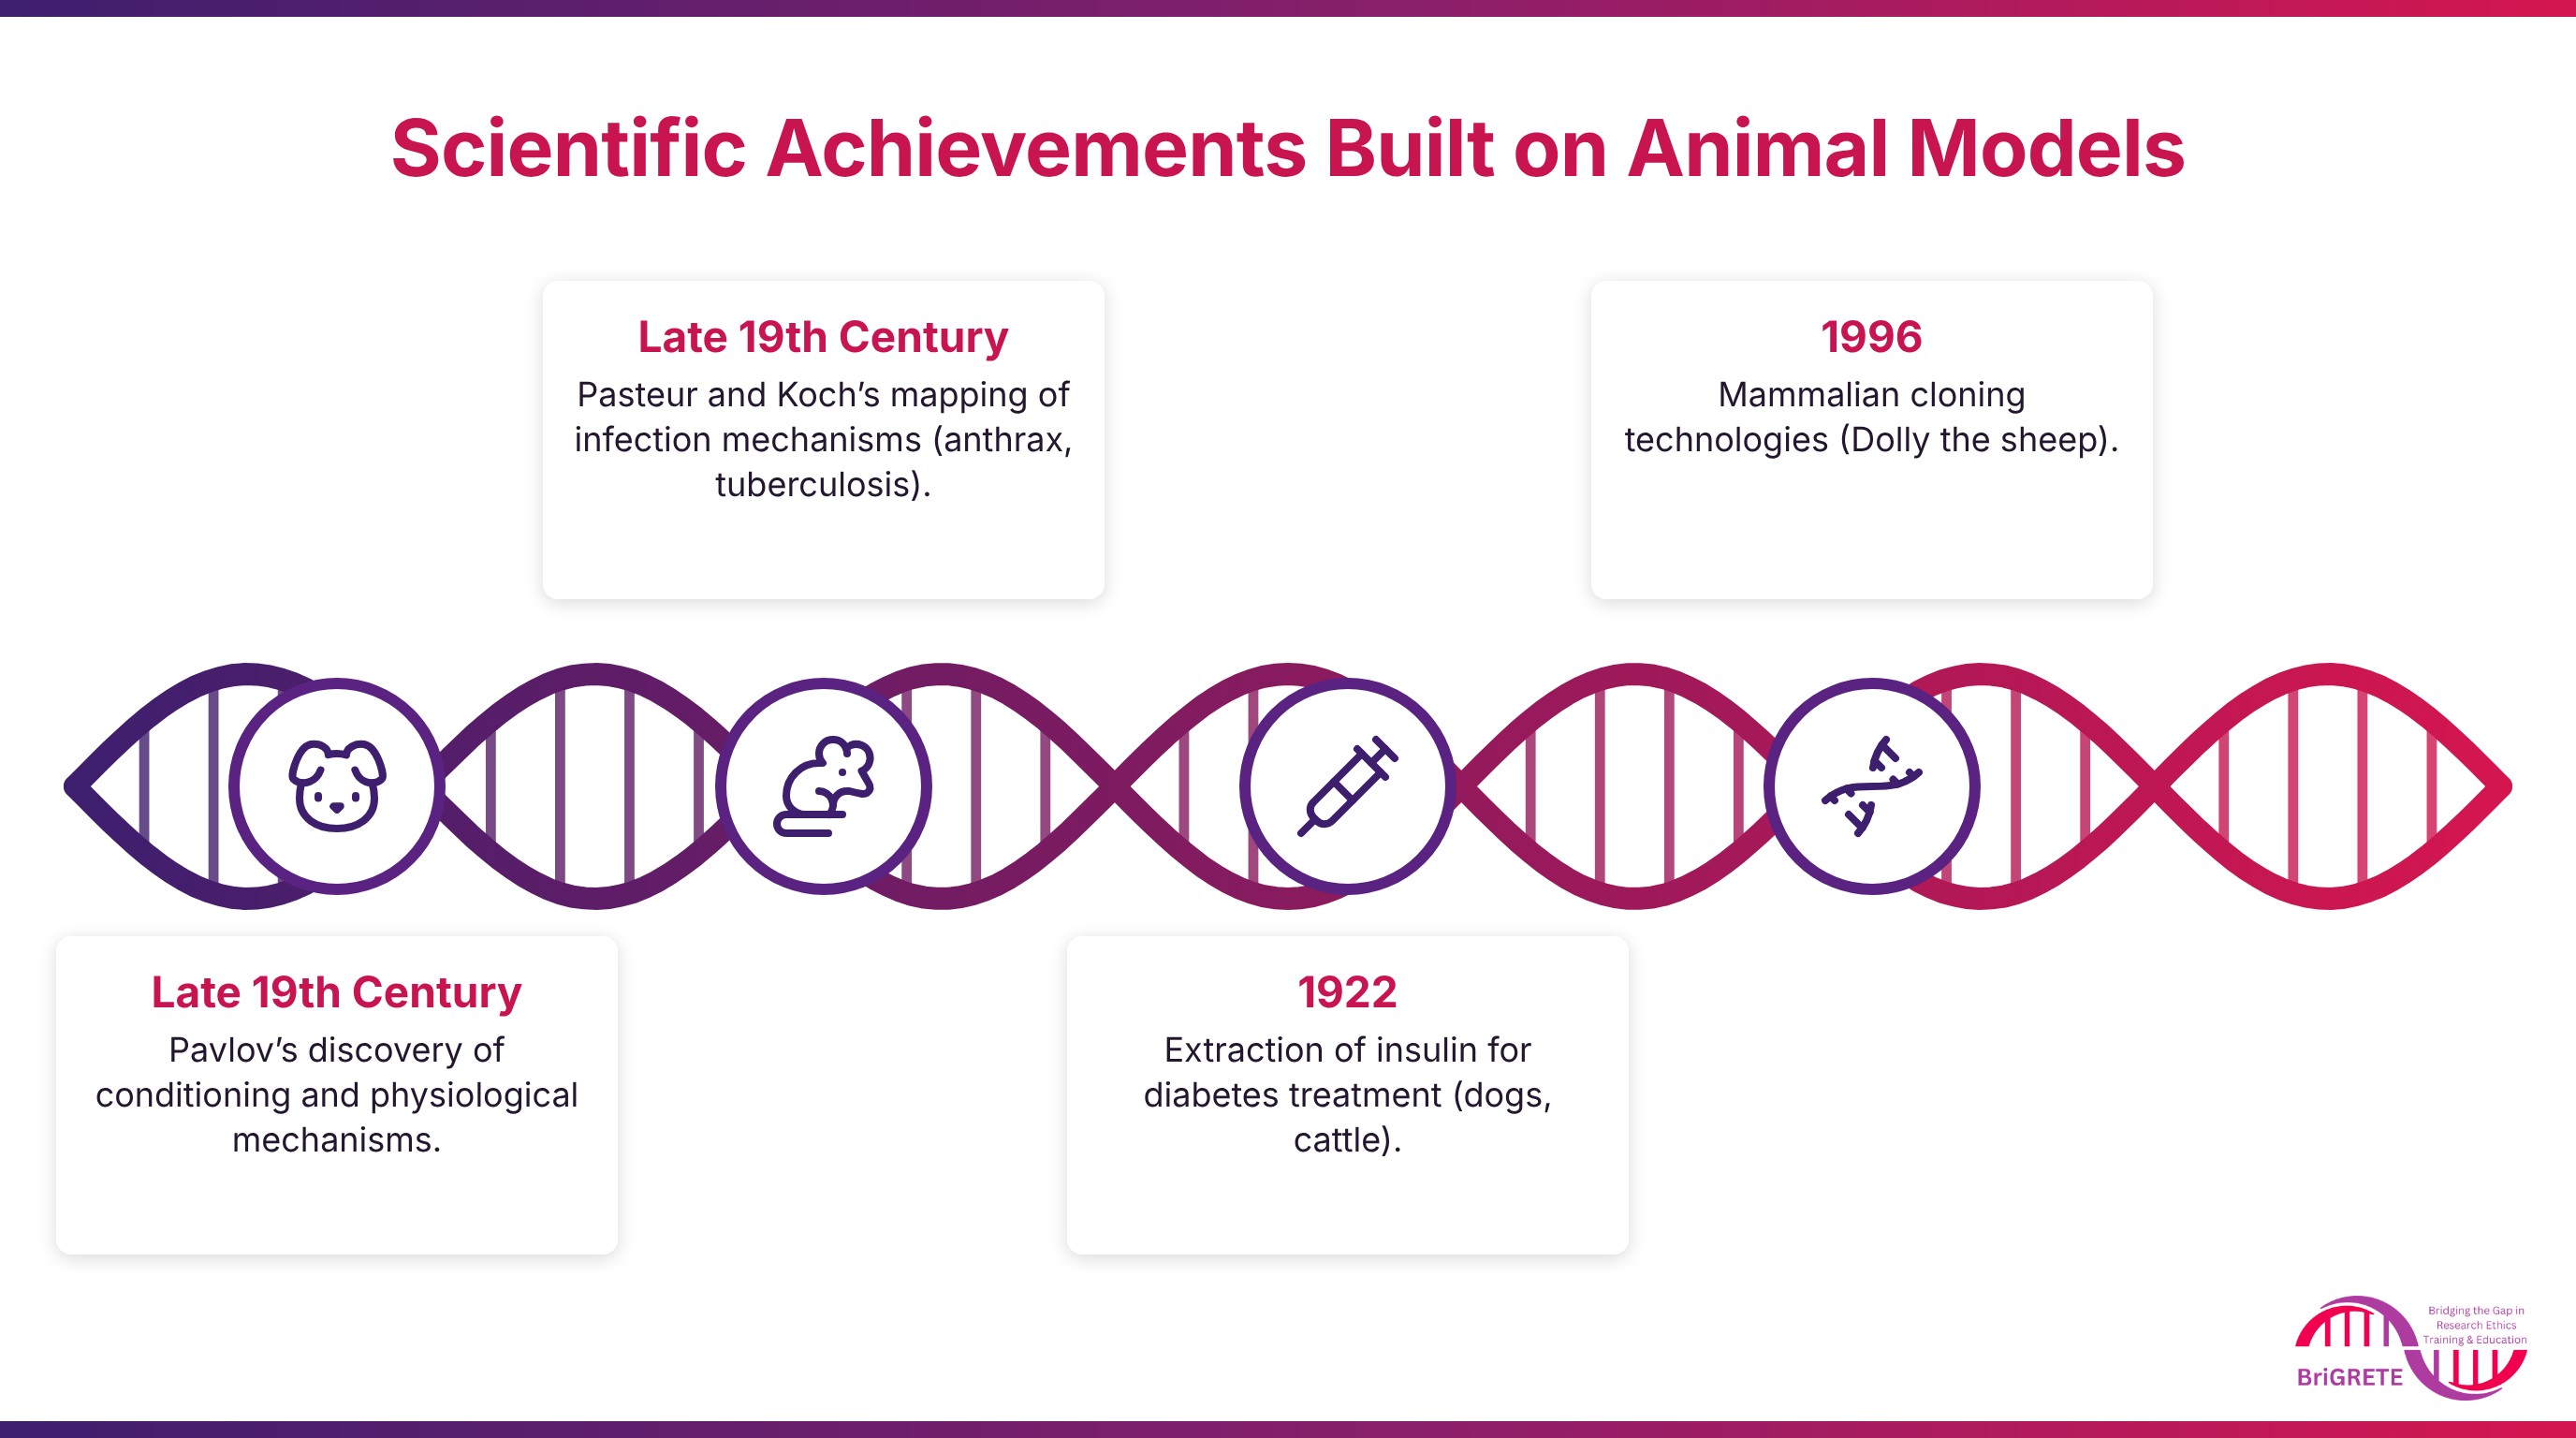 Scientific Achievements Built on Animal Models
Late 19th Century
Pasteur and Koch’s mapping of
infection mechanisms (anthrax,
tuberculosis).
1996
Mammalian cloning
technologies (Dolly the sheep).
Late 19th Century
Pavlov’s discovery of
conditioning and physiological
mechanisms.
1922
Extraction of insulin for
diabetes treatment (dogs,
cattle).
Bridging the Gap in
Research Ethics
Training & Education
BriGRETE